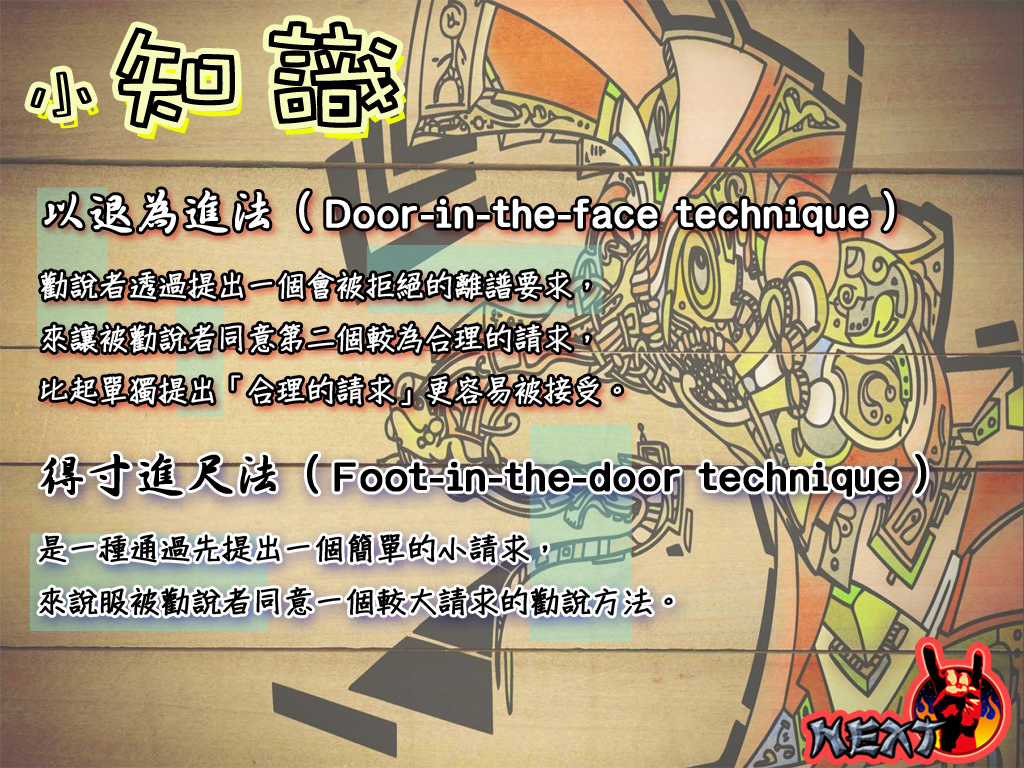 小知識
以退為進法（Door-in-the-face technique）
勸說者透過提出一個會被拒絕的離譜要求，
來讓被勸說者同意第二個較為合理的請求，
比起單獨提出「合理的請求」更容易被接受。
得寸進尺法（Foot-in-the-door technique）
是一種通過先提出一個簡單的小請求，
來說服被勸說者同意一個較大請求的勸說方法。
NEXT